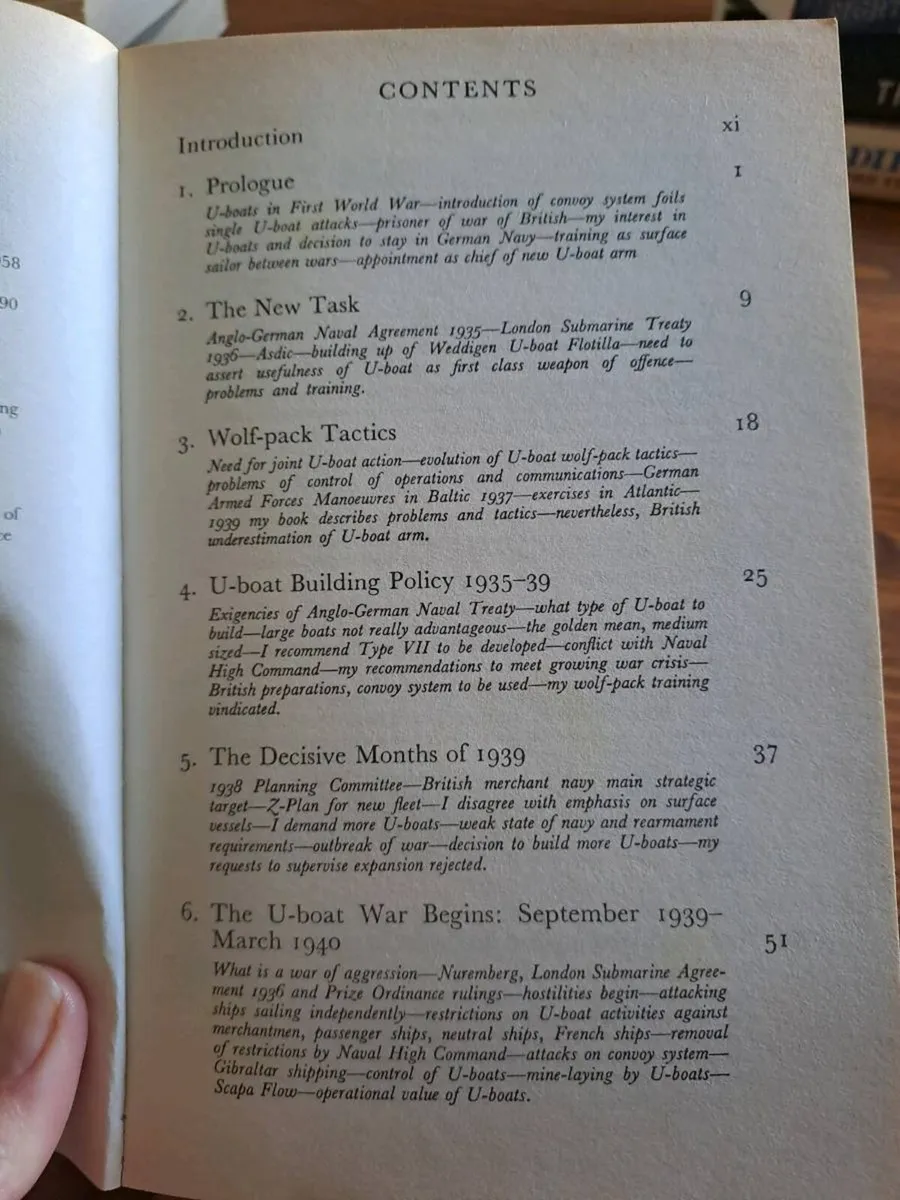 58
90
ng
of
ce
CONTENTS
Introduction xi
1. Prologue 1
U-boats in First World War—introduction of convoy system foils
single U-boat attacks—prisoner of war of British—my interest in
U-boats and decision to stay in German Navy—training as surface
sailor between wars—appointment as chief of new U-boat arm
2. The New Task 9
Anglo-German Naval Agreement 1935—London Submarine Treaty
1936—Asdic—building up of Weddigen U-boat Flotilla—need to
assert usefulness of U-boat as first class weapon of offence—
problems and training.
3. Wolf-pack Tactics 18
Need for joint U-boat action—evolution of U-boat wolf-pack tactics—
problems of control of operations and communications—German
Armed Forces Manoeuvres in Baltic 1937—exercises in Atlantic—
1939 my book describes problems and tactics—nevertheless, British
underestimation of U-boat arm.
4. U-boat Building Policy 1935–39 25
Exigencies of Anglo-German Naval Treaty—what type of U-boat to
build—large boats not really advantageous—the golden mean, medium
sized—I recommend Type VII to be developed—conflict with Naval
High Command—my recommendations to meet growing war crisis—
British preparations, convoy system to be used—my wolf-pack training
vindicated.
5. The Decisive Months of 1939 37
1938 Planning Committee—British merchant navy main strategic
target—Z-Plan for new fleet—I disagree with emphasis on surface
vessels—I demand more U-boats—weak state of navy and rearmament
requirements—outbreak of war—decision to build more U-boats—my
requests to supervise expansion rejected.
6. The U-boat War Begins: September 1939–
March 1940 51
What is a war of aggression—Nuremberg, London Submarine Agree-
ment 1936 and Prize Ordinance rulings—hostilities begin—attacking
ships sailing independently—restrictions on U-boat activities against
merchantmen, passenger ships, neutral ships, French ships—removal
of restrictions by Naval High Command—attacks on convoy system—
Gibraltar shipping—control of U-boats—mine-laying by U-boats—
Scapa Flow—operational value of U-boats.